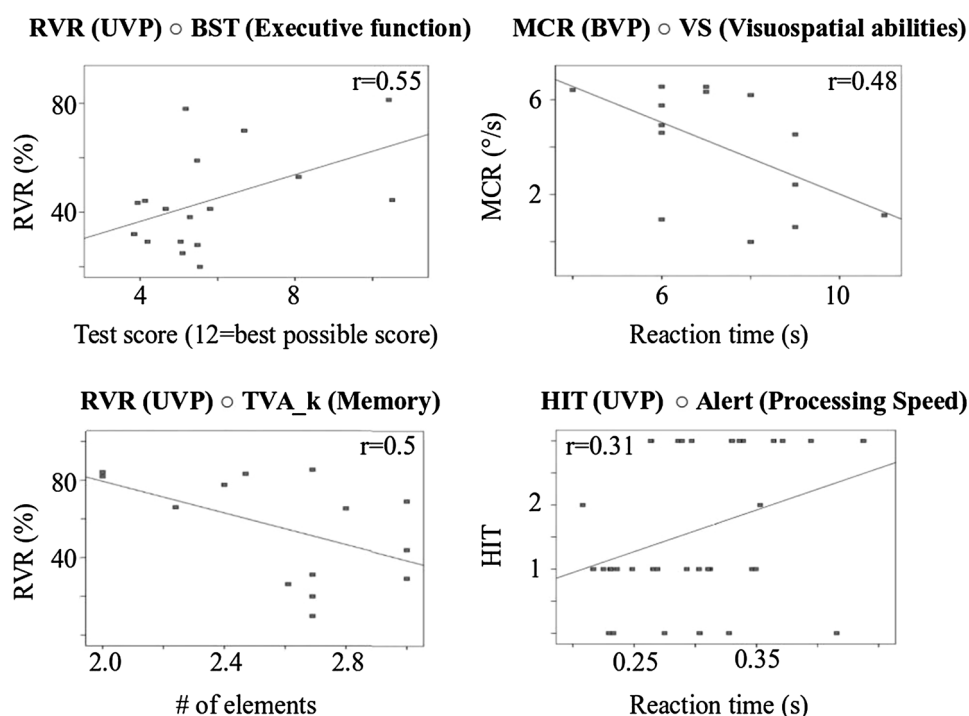 RVR (UVP) ○ BST (Executive function)
r=0.55
RVR (%)
80
40
4 8
Test score (12=best possible score)
MCR (BVP) ○ VS (Visuospatial abilities)
r=0.48
MCR (°/s)
6
2
6 10
Reaction time (s)
RVR (UVP) ○ TVA_k (Memory)
r=0.5
RVR (%)
80
40
2.0 2.4 2.8
# of elements
HIT (UVP) ○ Alert (Processing Speed)
r=0.31
HIT
2
1
0.25 0.35
Reaction time (s)